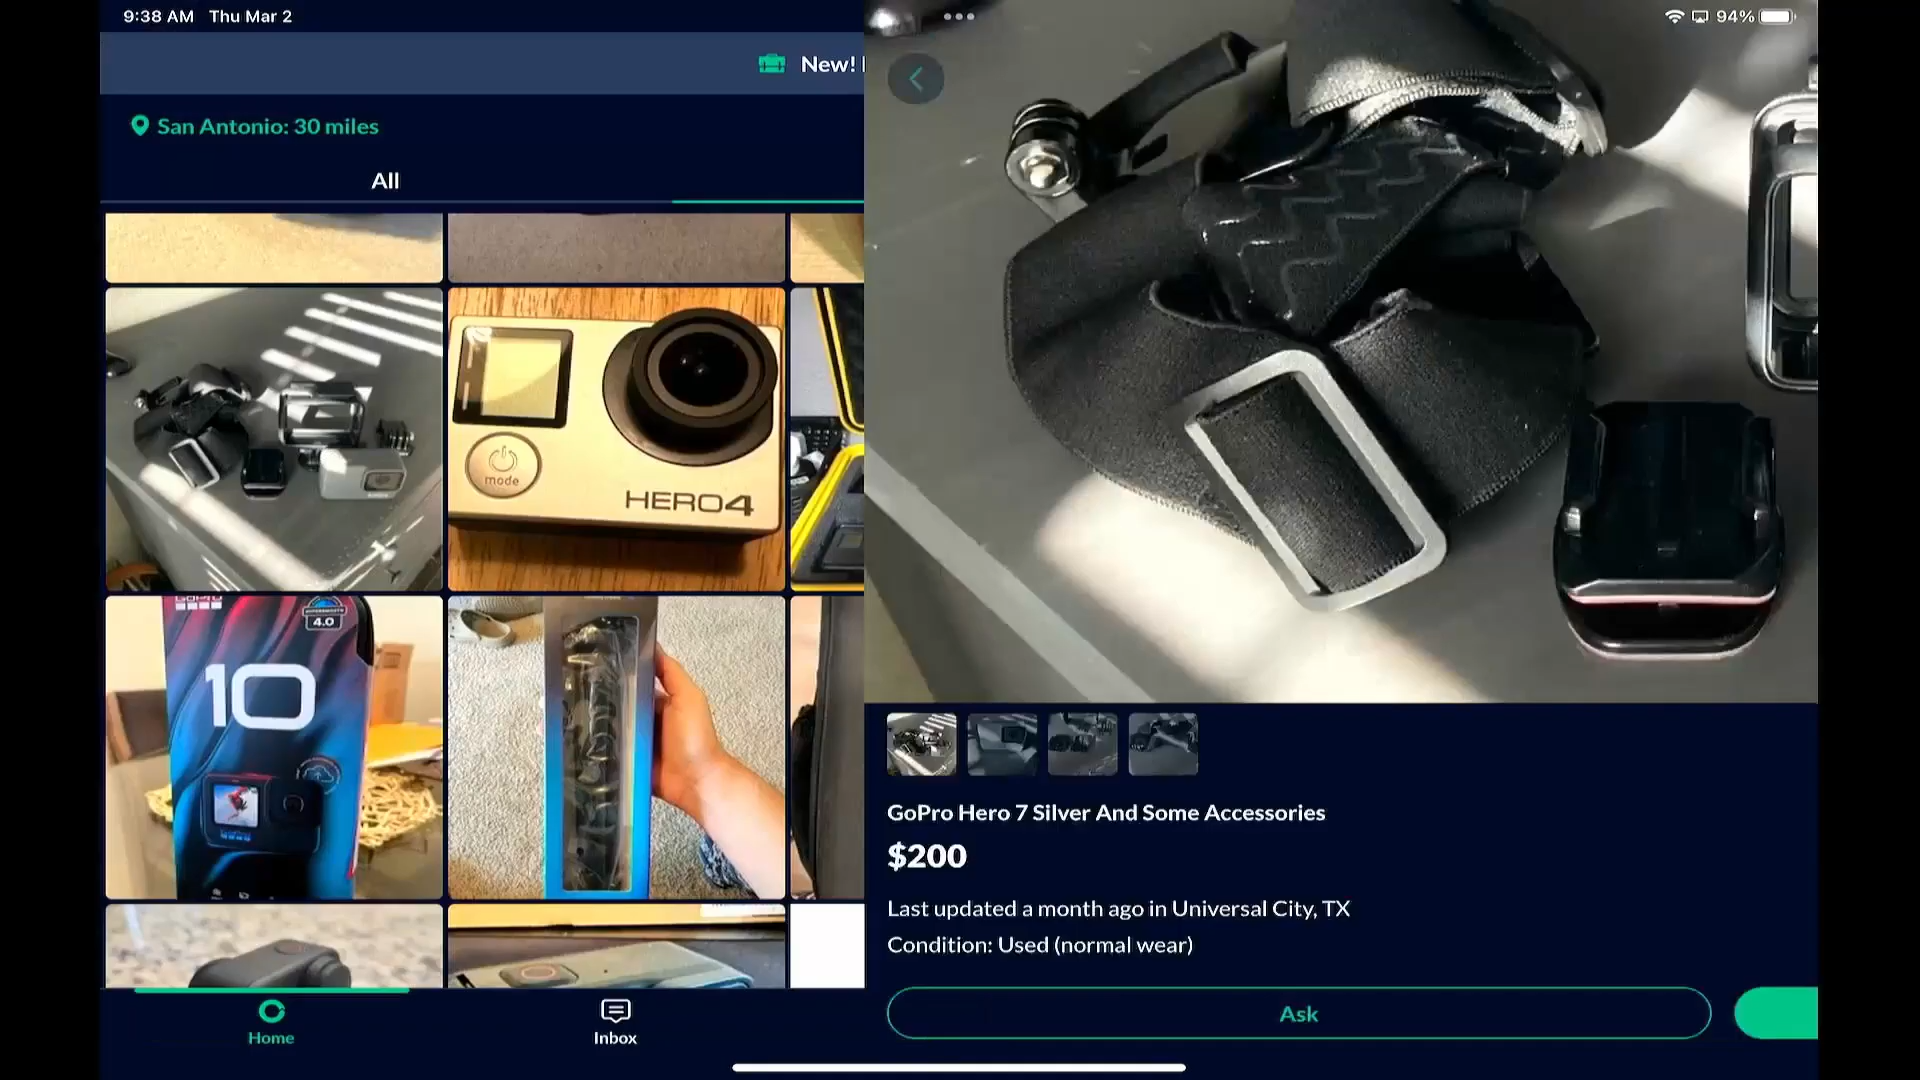 9:38 AM Thu Mar 2
94%
New!
San Antonio: 30 miles
All
mode
HERO4
GoPro
4.0
10
GoPro Hero 7 Silver And Some Accessories
$200
Last updated a month ago in Universal City, TX
Condition: Used (normal wear)
Ask
Home
Inbox